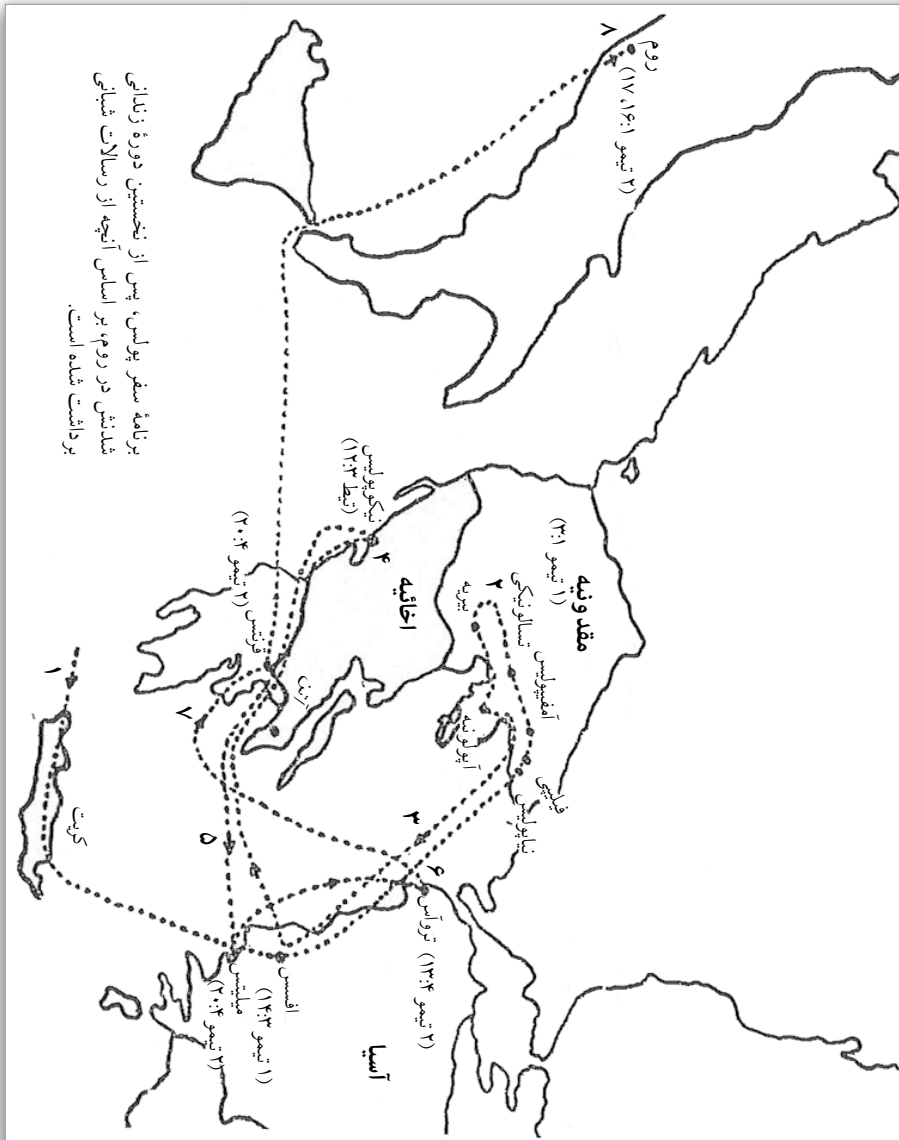 برنامهٔ سفر پولس، پس از نخستین دورهٔ زندانی
شدنش در روم، بر اساس آنچه از رسالات شبانی
برداشت شده است.
۸
روم
(۲ تیمو ۱۶:۱، ۱۷)
مقدونیه
(۱ تیمو ۳:۱)
۲
تسالونیکی
بیریه
آمفیپولیس
آپولونیه
فیلیپی
نیاپولیس
نیکوپولیس
(تیط ۱۲:۳)
۴
اخائیه
قرنتس
(۲ تیمو ۲۰:۴)
آتن
۷
۱
کریت
۵
۳
۶
ترواس (۲ تیمو ۱۳:۴)
افسس
(۱ تیمو ۱۴:۳)
میلیتس
(۲ تیمو ۲۰:۴)
آسیا